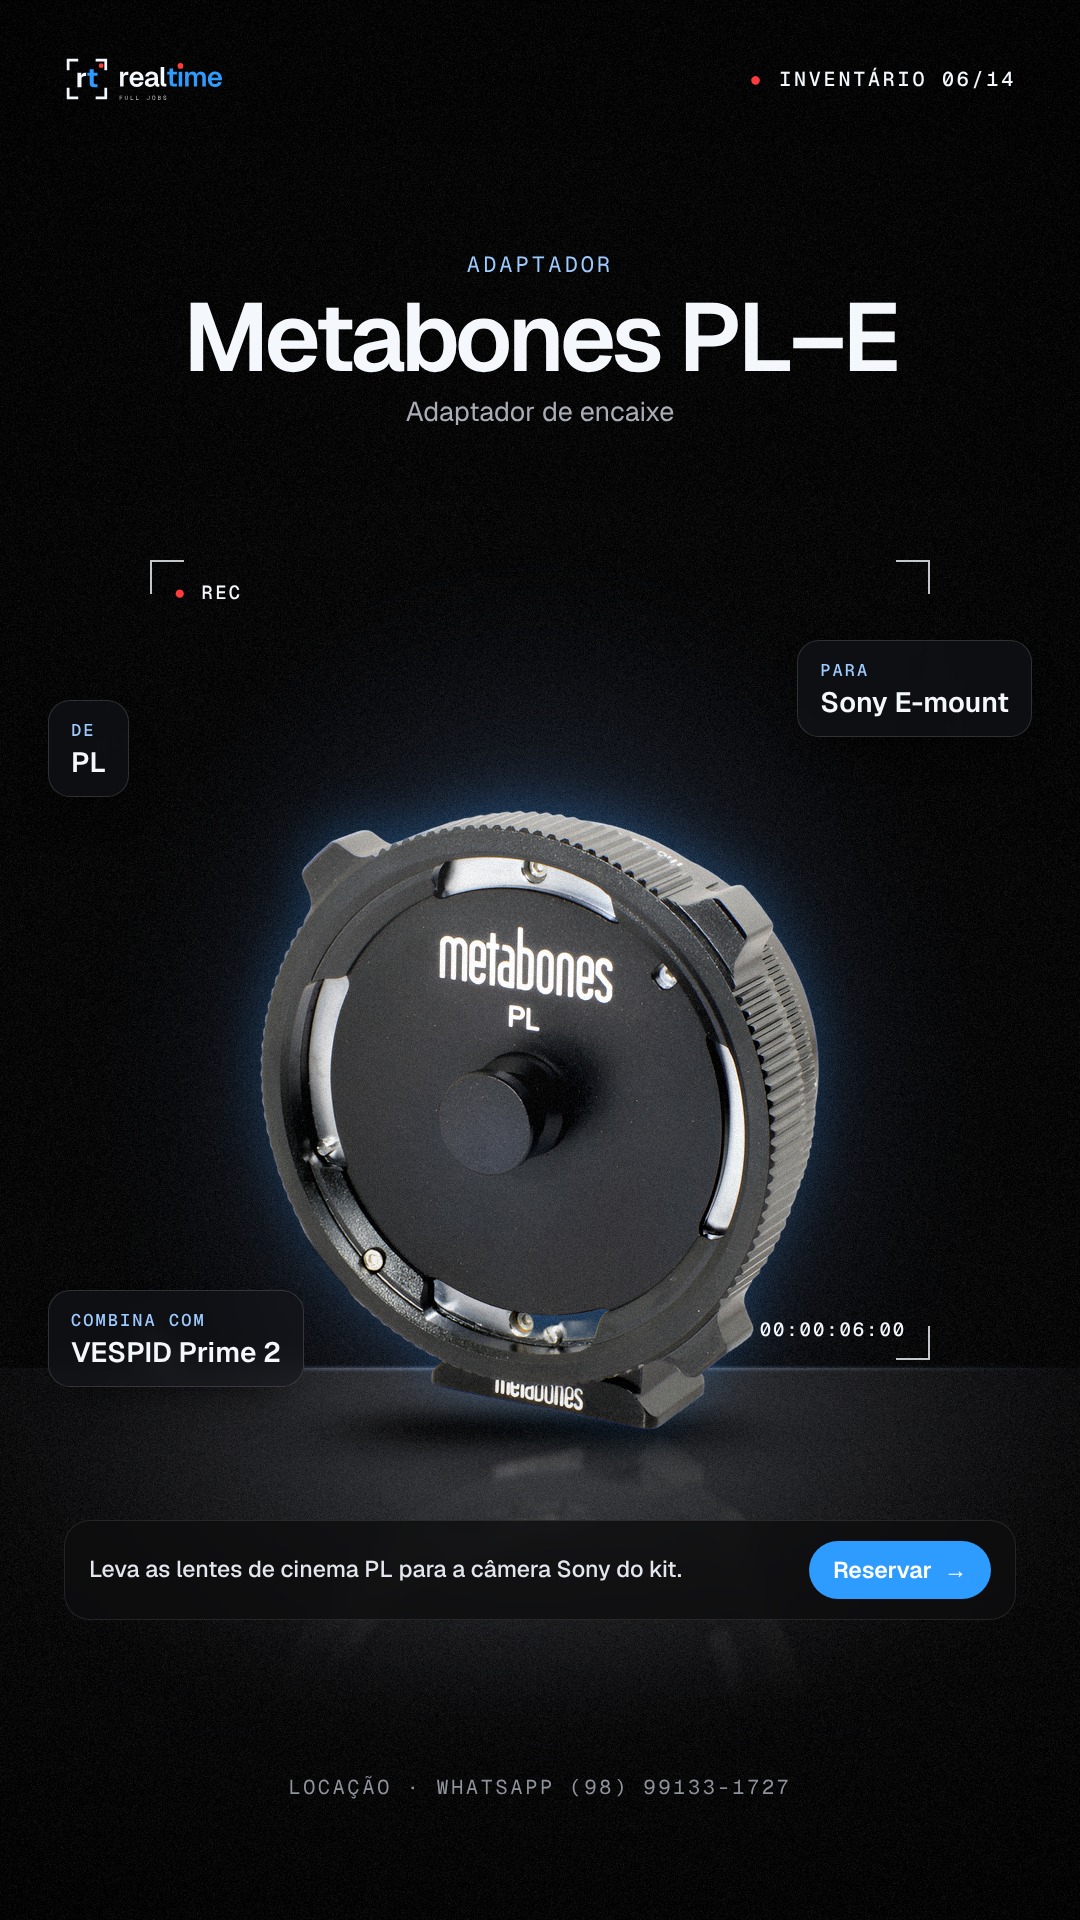 rt realtime
FULL JOBS
INVENTÁRIO 06/14
ADAPTADOR
Metabones PL–E
Adaptador de encaixe
REC
PARA
Sony E-mount
DE
PL
metabones
PL
COMBINA COM
VESPID Prime 2
00:00:06:00
metabones
Leva as lentes de cinema PL para a câmera Sony do kit.
Reservar →
LOCAÇÃO · WHATSAPP (98) 99133-1727